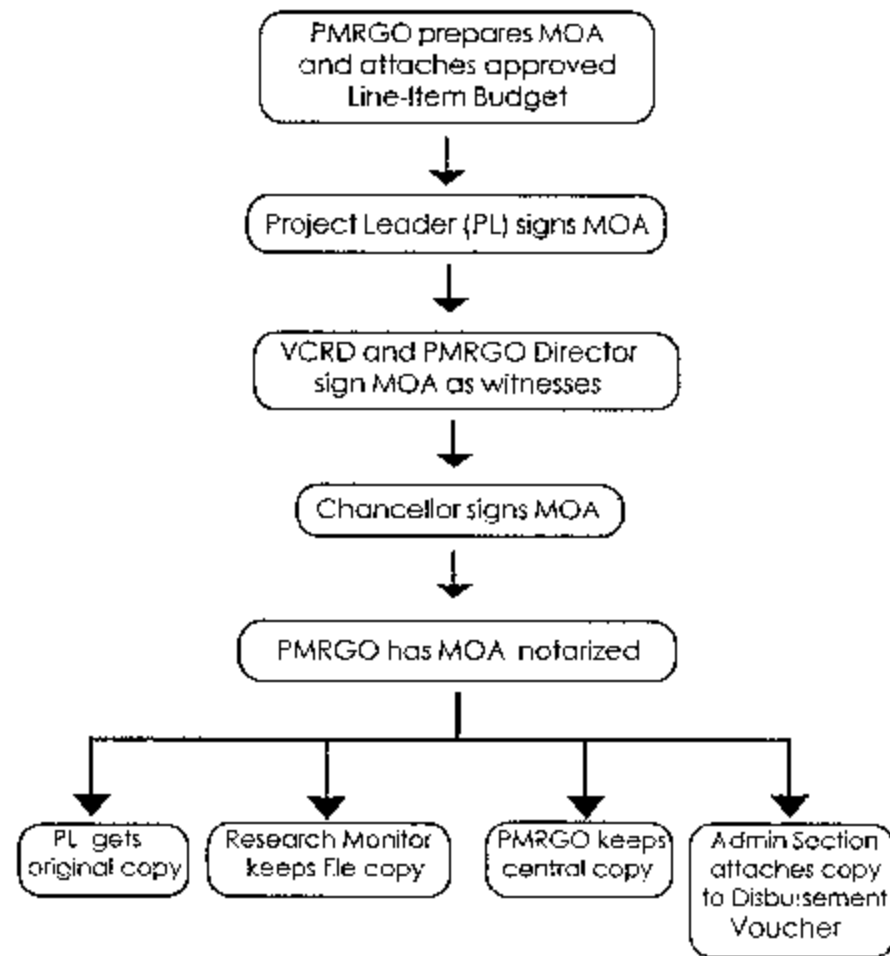 PMRGO prepares MOA
and attaches approved
Line-Item Budget
Project Leader (PL) signs MOA
VCRD and PMRGO Director
sign MOA as witnesses
Chancellor signs MOA
PMRGO has MOA notarized
PL gets
original copy
Research Monitor
keeps File copy
PMRGO keeps
central copy
Admin Section
attaches copy
to Disbursement
Voucher